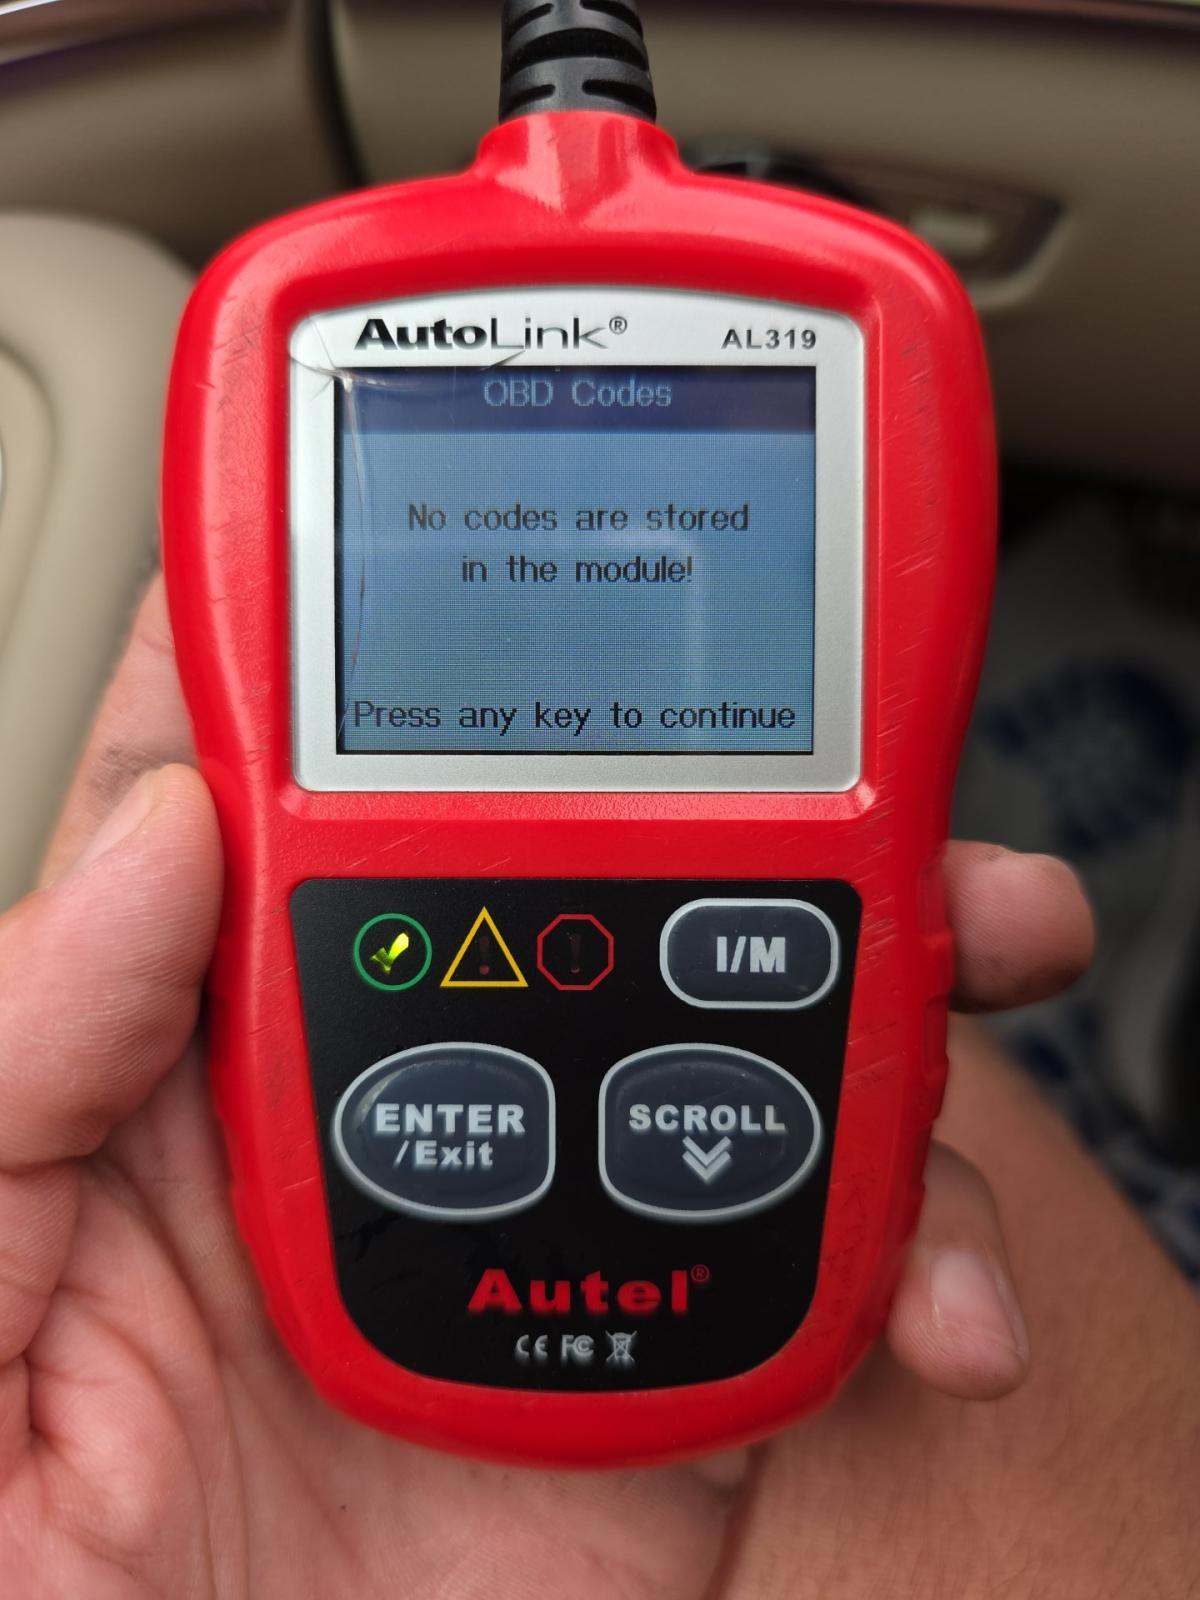 AutoLink® AL319
OBD Codes
No codes are stored
in the module!
Press any key to continue
I/M
ENTER
/Exit
SCROLL
Autel®
CE FC